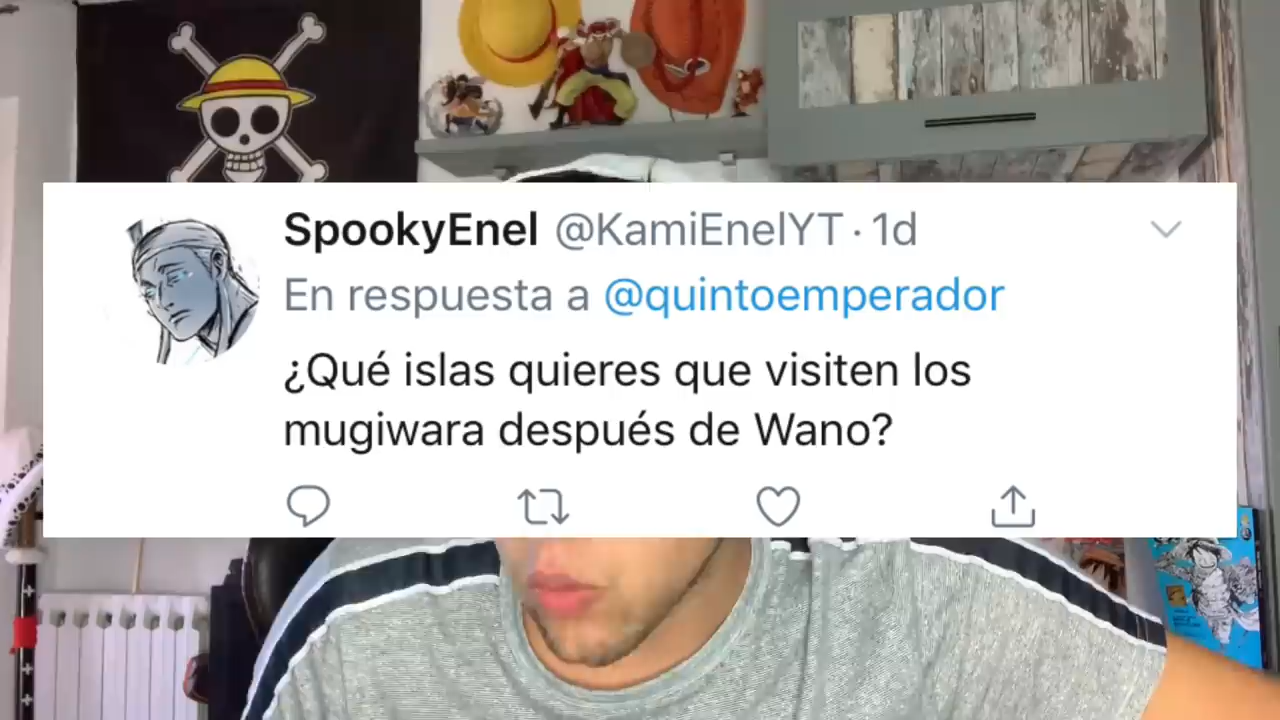 SpookyEnel @KamiEnelYT · 1d
En respuesta a @quintoemperador
¿Qué islas quieres que visiten los
mugiwara después de Wano?